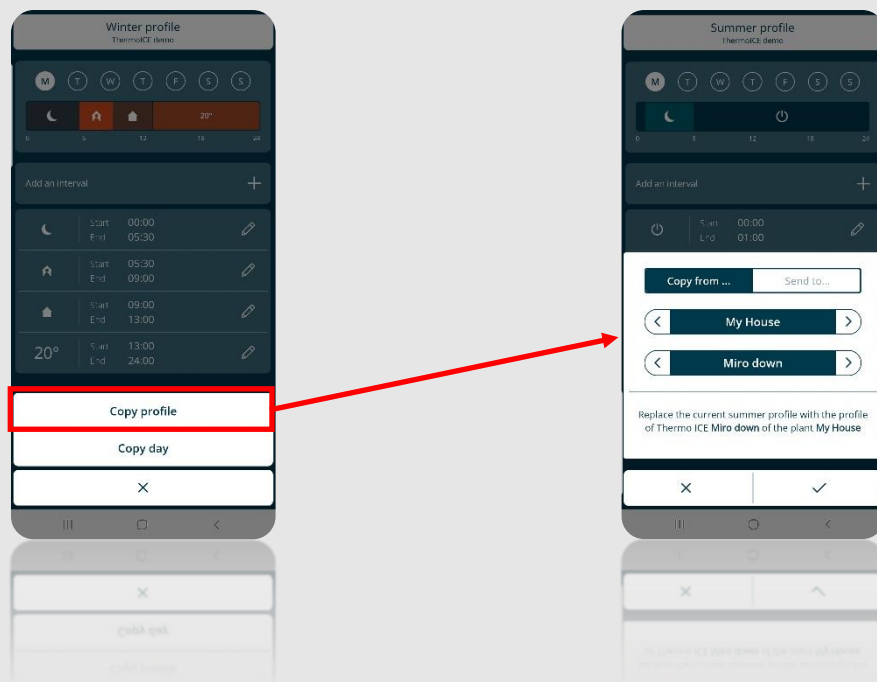 Winter profile
ThermoICE demo
M T W T F S S
20°
0 6 12 18 24
Add an interval
Start 00:00
End 05:30
Start 05:30
End 09:00
Start 09:00
End 13:00
20°
Start 13:00
End 24:00
Copy profile
Copy day
Summer profile
ThermoICE demo
M T W T F S S
0 6 12 18 24
Add an interval
Start 00:00
End 01:00
Copy from ... Send to...
My House
Miro down
Replace the current summer profile with the profile
of Thermo ICE Miro down of the plant My House